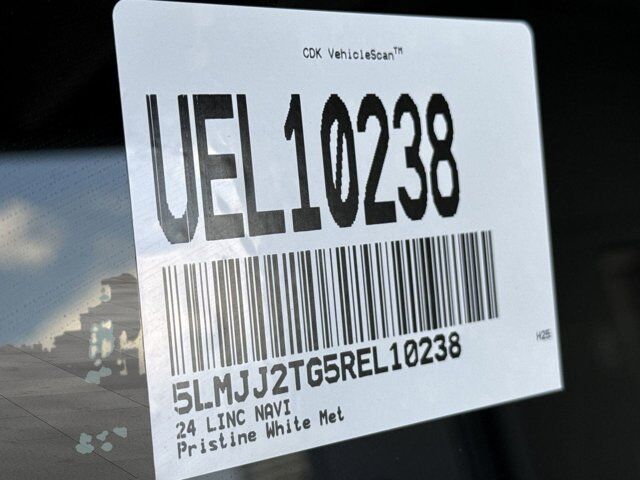 CDK VehicleScan™
UEL10238
5LMJJ2TG5REL10238
24 LINC NAVI
Pristine White Met
H25